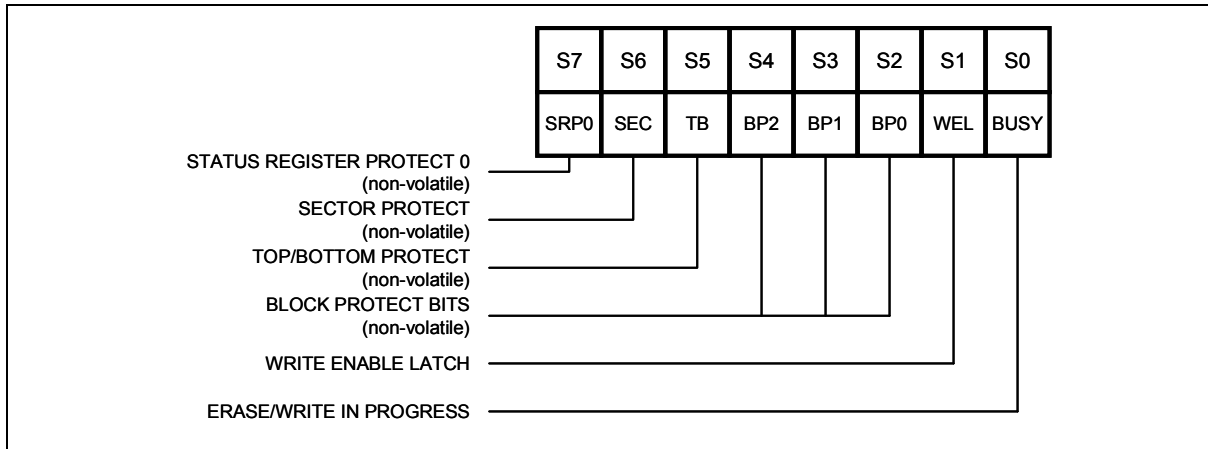 S7 S6 S5 S4 S3 S2 S1 S0
SRP0 SEC TB BP2 BP1 BP0 WEL BUSY
STATUS REGISTER PROTECT 0
(non-volatile)
SECTOR PROTECT
(non-volatile)
TOP/BOTTOM PROTECT
(non-volatile)
BLOCK PROTECT BITS
(non-volatile)
WRITE ENABLE LATCH
ERASE/WRITE IN PROGRESS